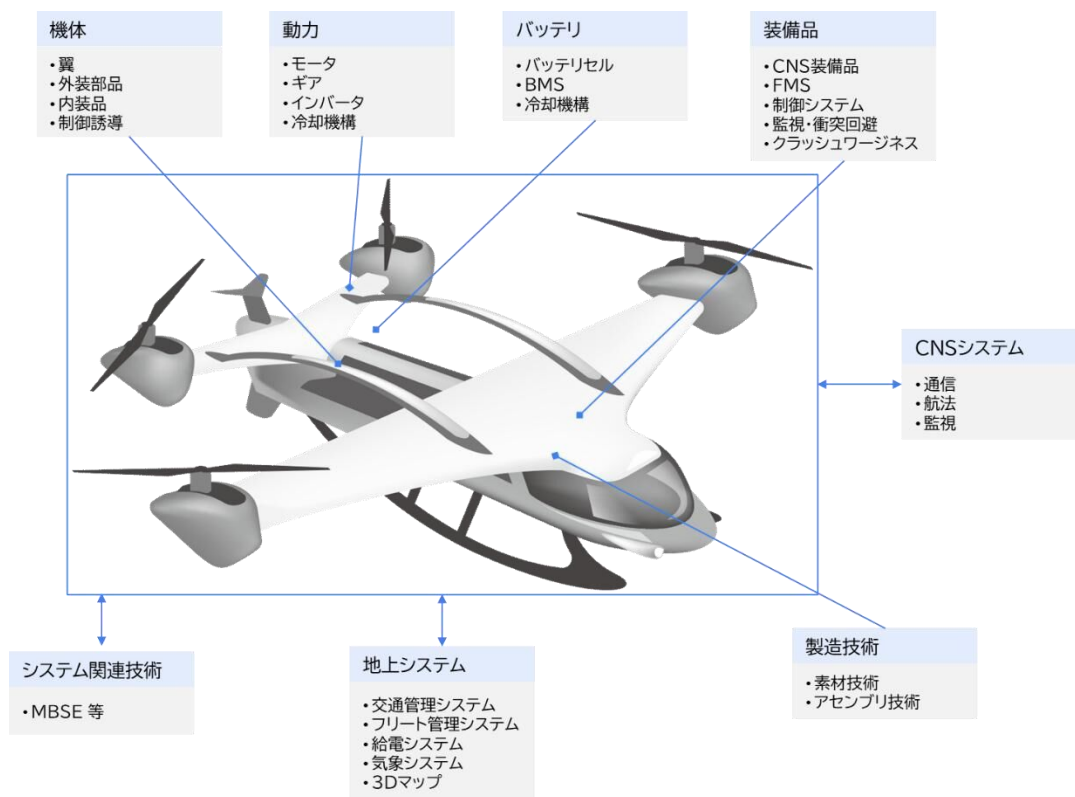 機体
・翼
・外装部品
・内装品
・制御誘導
動力
・モータ
・ギア
・インバータ
・冷却機構
バッテリ
・バッテリセル
・BMS
・冷却機構
装備品
・CNS装備品
・FMS
・制御システム
・監視・衝突回避
・クラッシュワージネス
CNSシステム
・通信
・航法
・監視
システム関連技術
・MBSE 等
地上システム
・交通管理システム
・フリート管理システム
・給電システム
・気象システム
・3Dマップ
製造技術
・素材技術
・アセンブリ技術